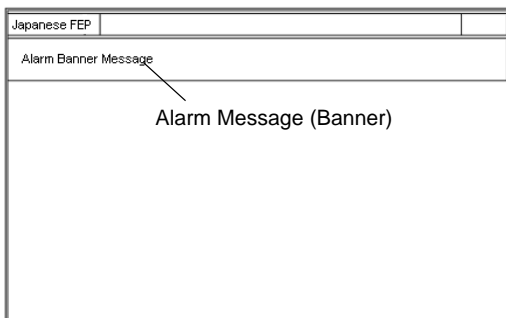 Japanese FEP
Alarm Banner Message
Alarm Message (Banner)